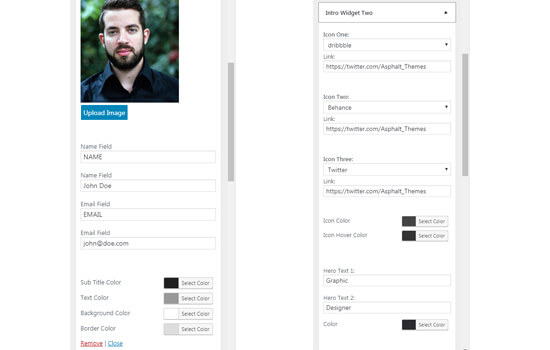 Upload Image
Name Field
NAME
Name Field
John Doe
Email Field
EMAIL
Email Field
john@doe.com
Sub Title Color
Select Color
Text Color
Select Color
Background Color
Select Color
Border Color
Select Color
Remove | Close
Intro Widget Two
Icon One:
dribbble
Link:
https://twitter.com/Asphalt_Themes
Icon Two:
Behance
Link:
https://twitter.com/Asphalt_Themes
Icon Three:
Twitter
Link:
https://twitter.com/Asphalt_Themes
Icon Color
Select Color
Icon Hover Color
Select Color
Hero Text 1:
Graphic
Hero Text 2:
Designer
Color
Select Color